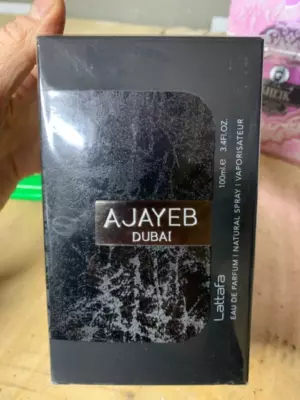 AJAYEB
DUBAI
100ml ℮ 3.4FL.OZ.
Lattafa
EAU DE PARFUM I NATURAL SPRAY I VAPORISATEUR